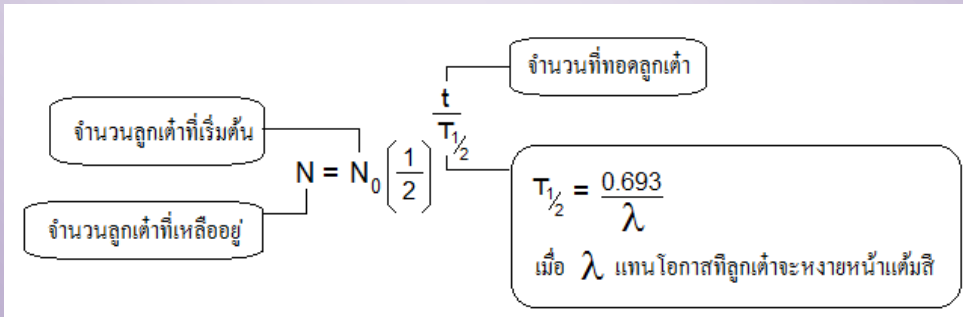 จำนวนที่ทอดลูกเต๋า
จำนวนลูกเต๋าที่เริ่มต้น
N = N₀(1/2)^(t/T½)
จำนวนลูกเต๋าที่เหลืออยู่
T½ = 0.693/λ
เมื่อ λ แทนโอกาสที่ลูกเต๋าจะหงายหน้าแต้มสี